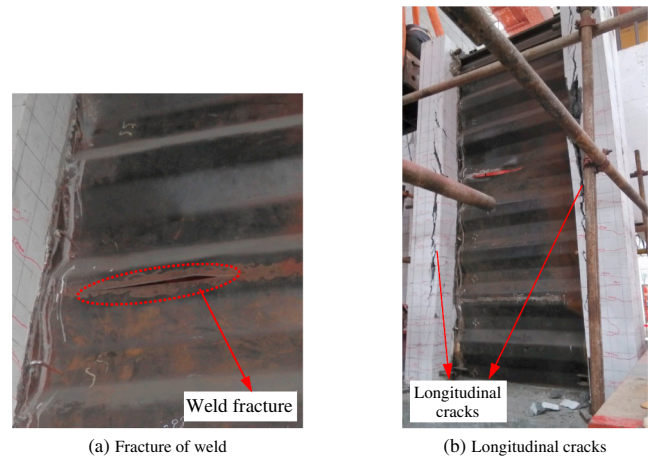 Weld fracture
Longitudinal
cracks
(a) Fracture of weld
(b) Longitudinal cracks